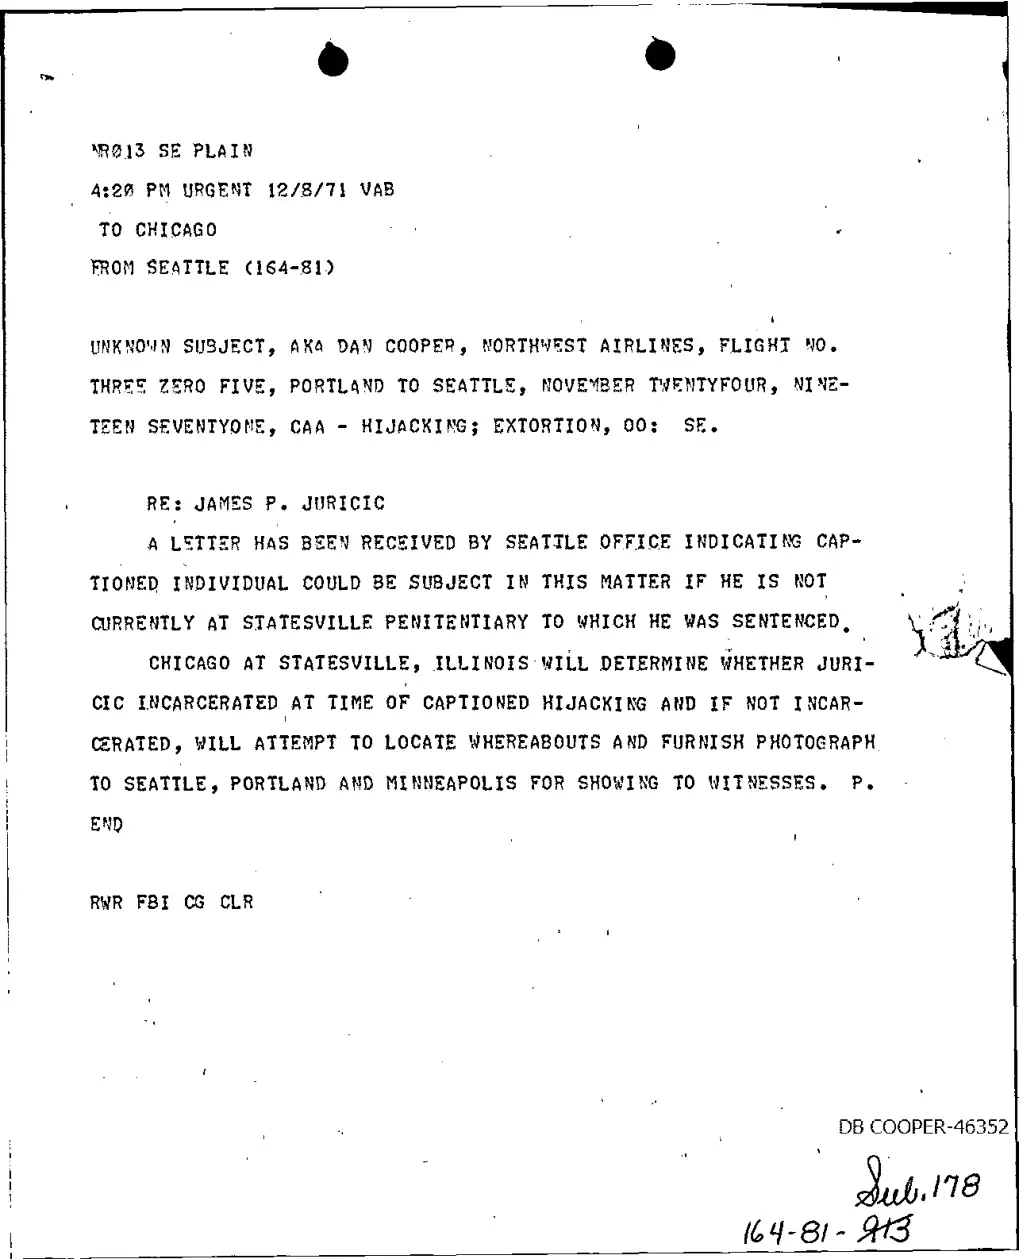 NR013 SE PLAIN
4:20 PM URGENT 12/8/71 VAB
TO CHICAGO
FROM SEATTLE (164-81)
UNKNOWN SUBJECT, AKA DAN COOPER, NORTHWEST AIRLINES, FLIGHT NO.
THREE ZERO FIVE, PORTLAND TO SEATTLE, NOVEMBER TWENTYFOUR, NINE-
TEEN SEVENTYONE, CAA - HIJACKING; EXTORTION, OO: SE.
RE: JAMES P. JURICIC
A LETTER HAS BEEN RECEIVED BY SEATTLE OFFICE INDICATING CAP-
TIONED INDIVIDUAL COULD BE SUBJECT IN THIS MATTER IF HE IS NOT
CURRENTLY AT STATESVILLE PENITENTIARY TO WHICH HE WAS SENTENCED.
CHICAGO AT STATESVILLE, ILLINOIS WILL DETERMINE WHETHER JURI-
CIC INCARCERATED AT TIME OF CAPTIONED HIJACKING AND IF NOT INCAR-
CERATED, WILL ATTEMPT TO LOCATE WHEREABOUTS AND FURNISH PHOTOGRAPH
TO SEATTLE, PORTLAND AND MINNEAPOLIS FOR SHOWING TO WITNESSES. P.
END
RWR FBI CG CLR
DB COOPER-46352
Sub. 178
164-81-913